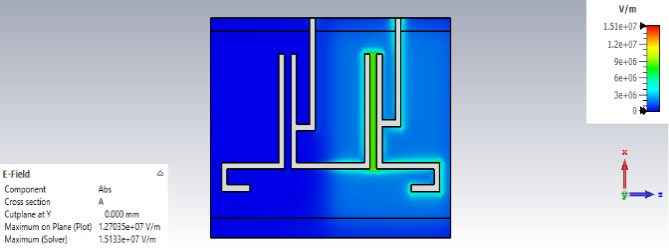 V/m
1.51e+07
1.2e+07
9e+06
6e+06
3e+06
0
x
y
z
E-Field
Component Abs
Cross section A
Cutplane at Y 0.000 mm
Maximum on Plane (Plot) 1.27035e+07 V/m
Maximum (Solver) 1.5133e+07 V/m